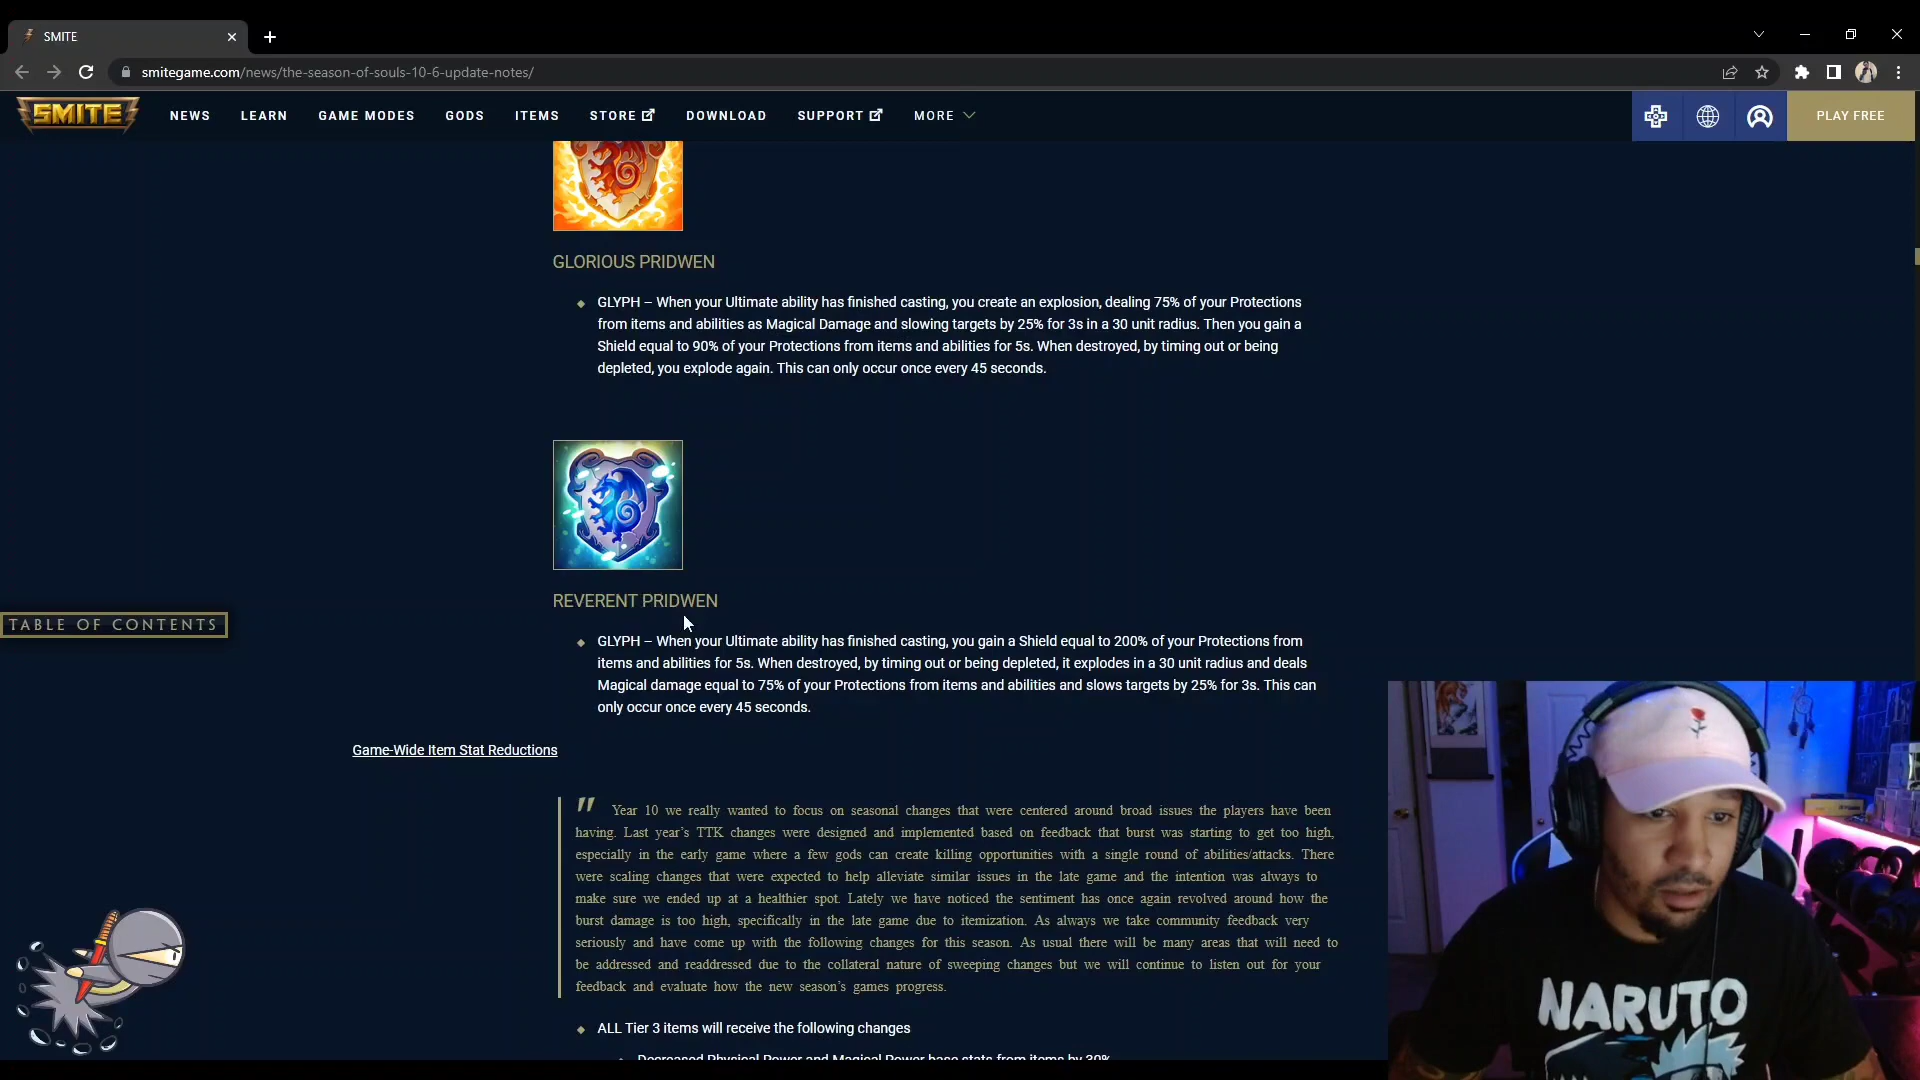 SMITE
smitegame.com/news/the-season-of-souls-10-6-update-notes/
SMITE NEWS LEARN GAME MODES GODS ITEMS STORE DOWNLOAD SUPPORT MORE PLAY FREE
GLORIOUS PRIDWEN
GLYPH – When your Ultimate ability has finished casting, you create an explosion, dealing 75% of your Protections
from items and abilities as Magical Damage and slowing targets by 25% for 3s in a 30 unit radius. Then you gain a
Shield equal to 90% of your Protections from items and abilities for 5s. When destroyed, by timing out or being
depleted, you explode again. This can only occur once every 45 seconds.
REVERENT PRIDWEN
TABLE OF CONTENTS
GLYPH – When your Ultimate ability has finished casting, you gain a Shield equal to 200% of your Protections from
items and abilities for 5s. When destroyed, by timing out or being depleted, it explodes in a 30 unit radius and deals
Magical damage equal to 75% of your Protections from items and abilities and slows targets by 25% for 3s. This can
only occur once every 45 seconds.
Game-Wide Item Stat Reductions
" Year 10 we really wanted to focus on seasonal changes that were centered around broad issues the players have been
having. Last year's TTK changes were designed and implemented based on feedback that burst was starting to get too high,
especially in the early game where a few gods can create killing opportunities with a single round of abilities/attacks. There
were scaling changes that were expected to help alleviate similar issues in the late game and the intention was always to
make sure we ended up at a healthier spot. Lately we have noticed the sentiment has once again revolved around how the
burst damage is too high, specifically in the late game due to itemization. As always we take community feedback very
seriously and have come up with the following changes for this season. As usual there will be many areas that will need to
be addressed and readdressed due to the collateral nature of sweeping changes but we will continue to listen out for your
feedback and evaluate how the new season's games progress.
ALL Tier 3 items will receive the following changes
Decreased Physical Power and Magical Power base stats from items by 30%
NARUTO